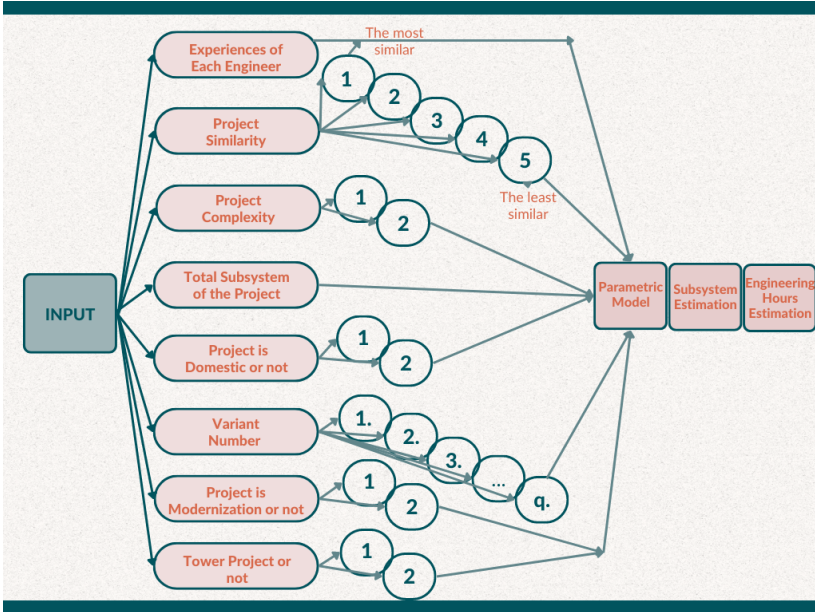 The most
similar
Experiences of
Each Engineer
1
2
3
4
5
Project
Similarity
The least
similar
Project
Complexity
1
2
Total Subsystem
of the Project
INPUT
Parametric
Model
Subsystem
Estimation
Engineering
Hours
Estimation
Project is
Domestic or not
1
2
Variant
Number
1.
2.
3.
...
q.
Project is
Modernization or not
1
2
Tower Project or
not
1
2